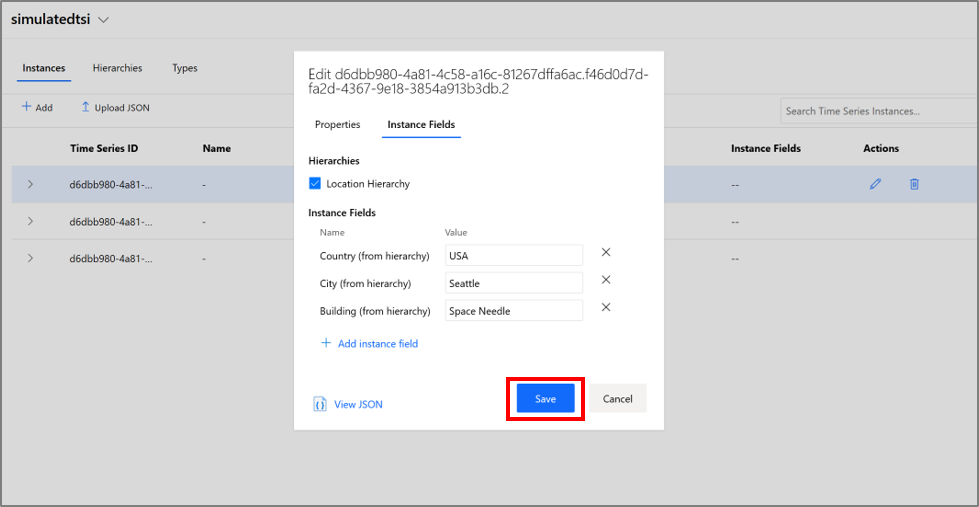 simulatedtsi
Instances Hierarchies Types
+ Add Upload JSON
Search Time Series Instances...
Time Series ID Name Instance Fields Actions
d6dbb980-4a81-... - --
d6dbb980-4a81-... - --
d6dbb980-4a81-... - --
Edit d6dbb980-4a81-4c58-a16c-81267dffa6ac.f46d0d7d-
fa2d-4367-9e18-3854a913b3db.2
Properties Instance Fields
Hierarchies
Location Hierarchy
Instance Fields
Name Value
Country (from hierarchy) USA
City (from hierarchy) Seattle
Building (from hierarchy) Space Needle
+ Add instance field
{} View JSON
Save Cancel